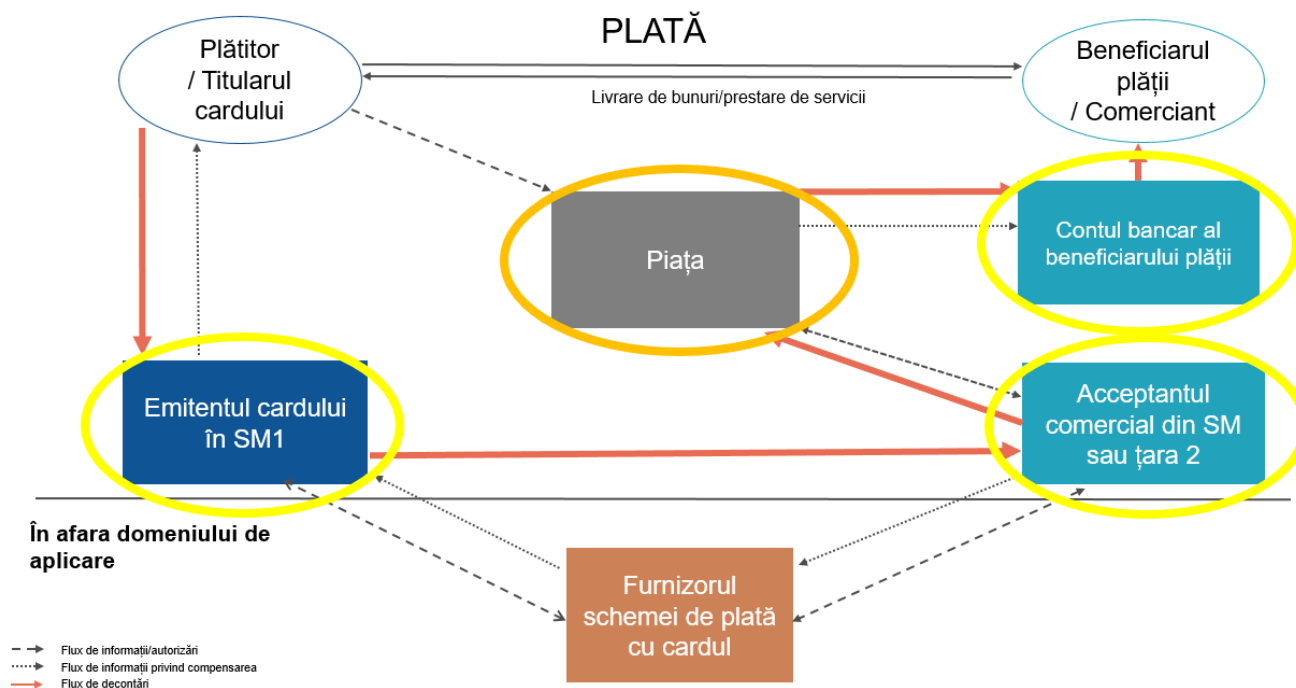 PLATĂ
Plătitor
/ Titularul
cardului
Beneficiarul
plății
/ Comerciant
Livrare de bunuri/prestare de servicii
Piața
Contul bancar al
beneficiarului plății
Emitentul cardului
în SM1
Acceptantul
comercial din SM
sau țara 2
În afara domeniului de
aplicare
Furnizorul
schemei de plată
cu cardul
Flux de informații/autorizări
Flux de informații privind compensarea
Flux de decontări